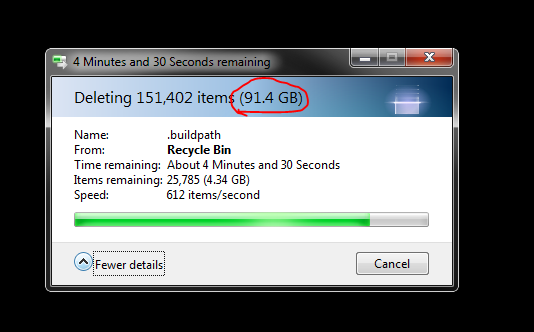 4 Minutes and 30 Seconds remaining
Deleting 151,402 items (91.4 GB)
Name: .buildpath
From: Recycle Bin
Time remaining: About 4 Minutes and 30 Seconds
Items remaining: 25,785 (4.34 GB)
Speed: 612 items/second
Fewer details Cancel